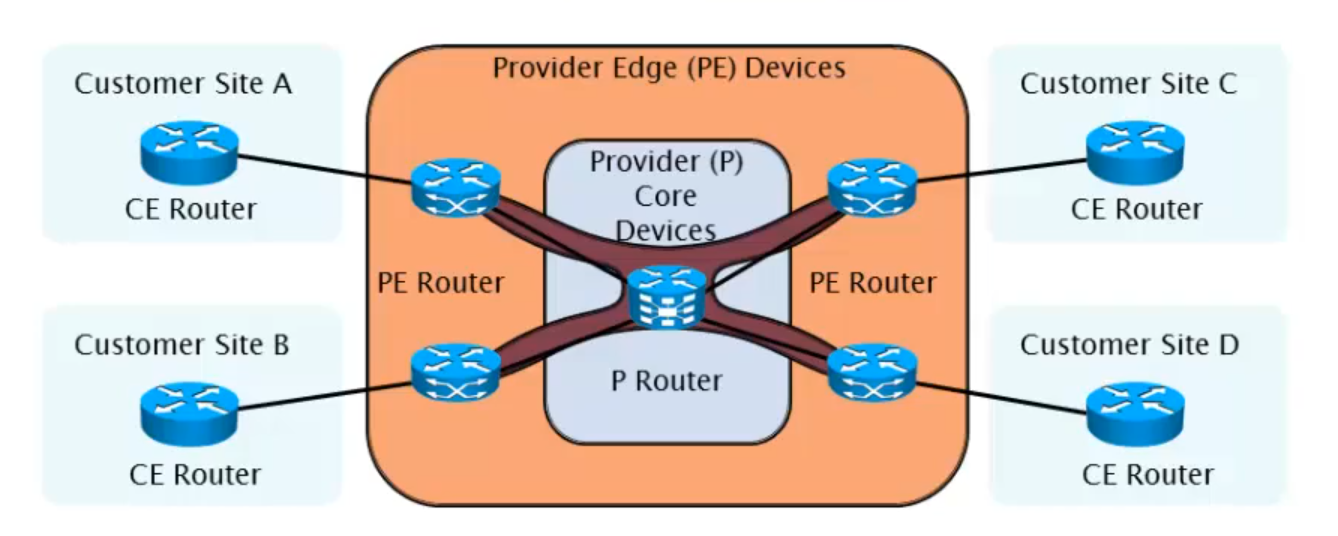 Customer Site A
CE Router
Customer Site B
CE Router
Provider Edge (PE) Devices
Provider (P)
Core
Devices
PE Router
PE Router
P Router
Customer Site C
CE Router
Customer Site D
CE Router